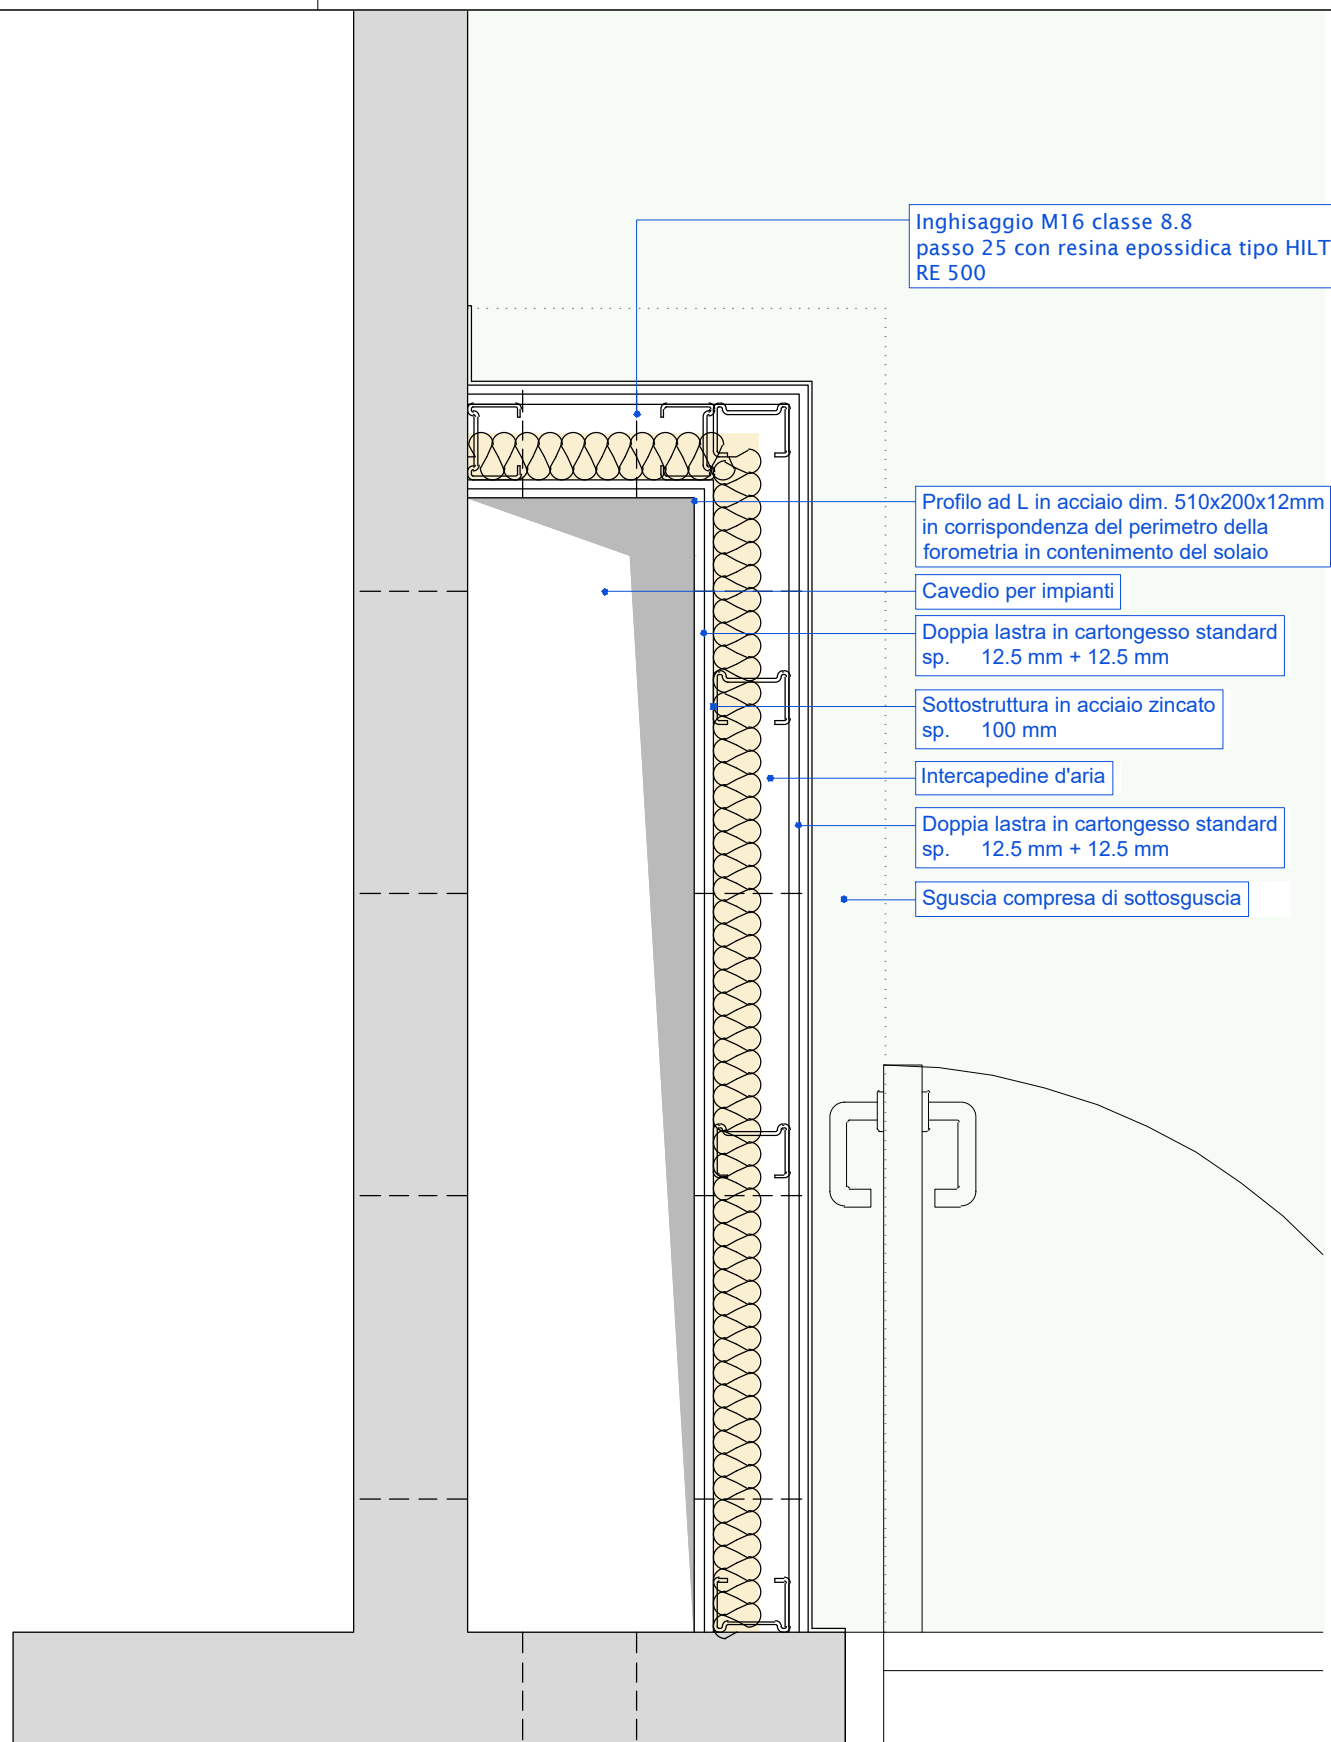 Inghisaggio M16 classe 8.8
passo 25 con resina epossidica tipo HILT
RE 500
Profilo ad L in acciaio dim. 510x200x12mm
in corrispondenza del perimetro della
forometria in contenimento del solaio
Cavedio per impianti
Doppia lastra in cartongesso standard
sp. 12.5 mm + 12.5 mm
Sottostruttura in acciaio zincato
sp. 100 mm
Intercapedine d'aria
Doppia lastra in cartongesso standard
sp. 12.5 mm + 12.5 mm
Sguscia compresa di sottosguscia